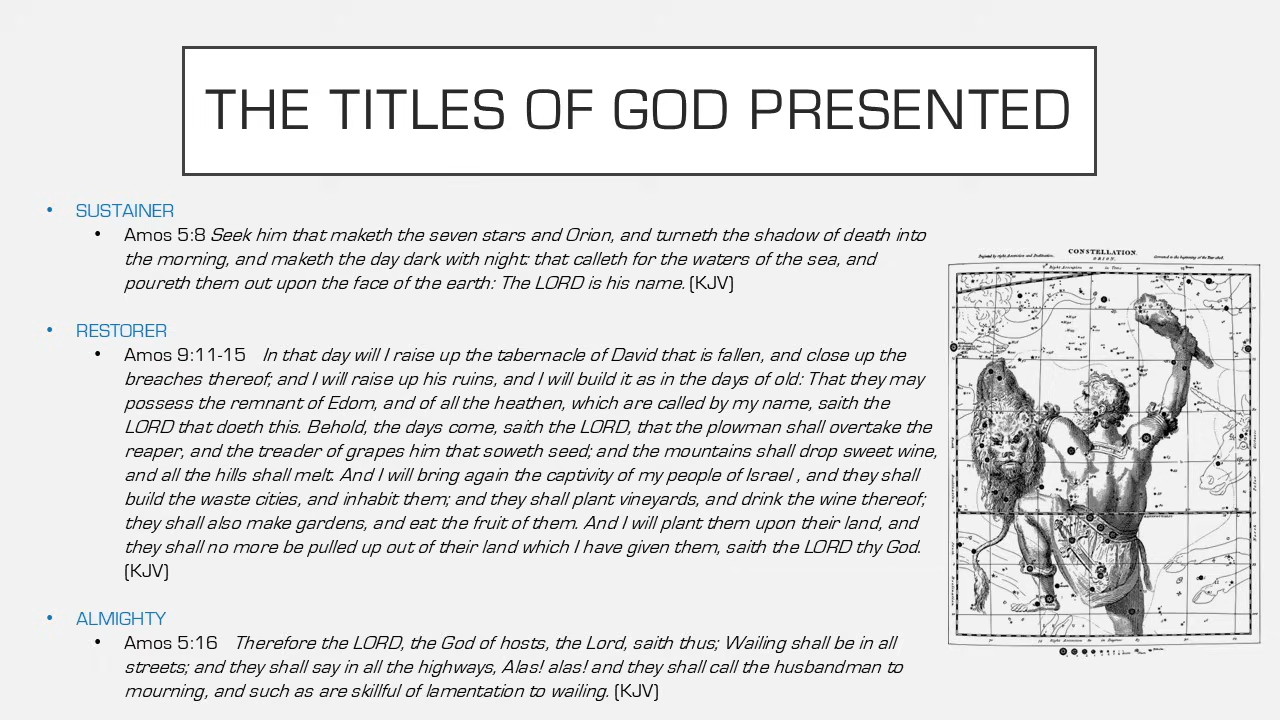 THE TITLES OF GOD PRESENTED
• SUSTAINER
• Amos 5:8 Seek him that maketh the seven stars and Orion, and turneth the shadow of death into
the morning, and maketh the day dark with night: that calleth for the waters of the sea, and
poureth them out upon the face of the earth: The LORD is his name. (KJV)
• RESTORER
• Amos 9:11-15 In that day will I raise up the tabernacle of David that is fallen, and close up the
breaches thereof; and I will raise up his ruins, and I will build it as in the days of old: That they may
possess the remnant of Edom, and of all the heathen, which are called by my name, saith the
LORD that doeth this. Behold, the days come, saith the LORD, that the plowman shall overtake the
reaper, and the treader of grapes him that soweth seed; and the mountains shall drop sweet wine,
and all the hills shall melt. And I will bring again the captivity of my people of Israel , and they shall
build the waste cities, and inhabit them; and they shall plant vineyards, and drink the wine thereof;
they shall also make gardens, and eat the fruit of them. And I will plant them upon their land, and
they shall no more be pulled up out of their land which I have given them, saith the LORD thy God.
(KJV)
• ALMIGHTY
• Amos 5:16 Therefore the LORD, the God of hosts, the Lord, saith thus; Wailing shall be in all
streets; and they shall say in all the highways, Alas! alas! and they shall call the husbandman to
mourning, and such as are skillful of lamentation to wailing. (KJV)
CONSTELLATION.
ORION.